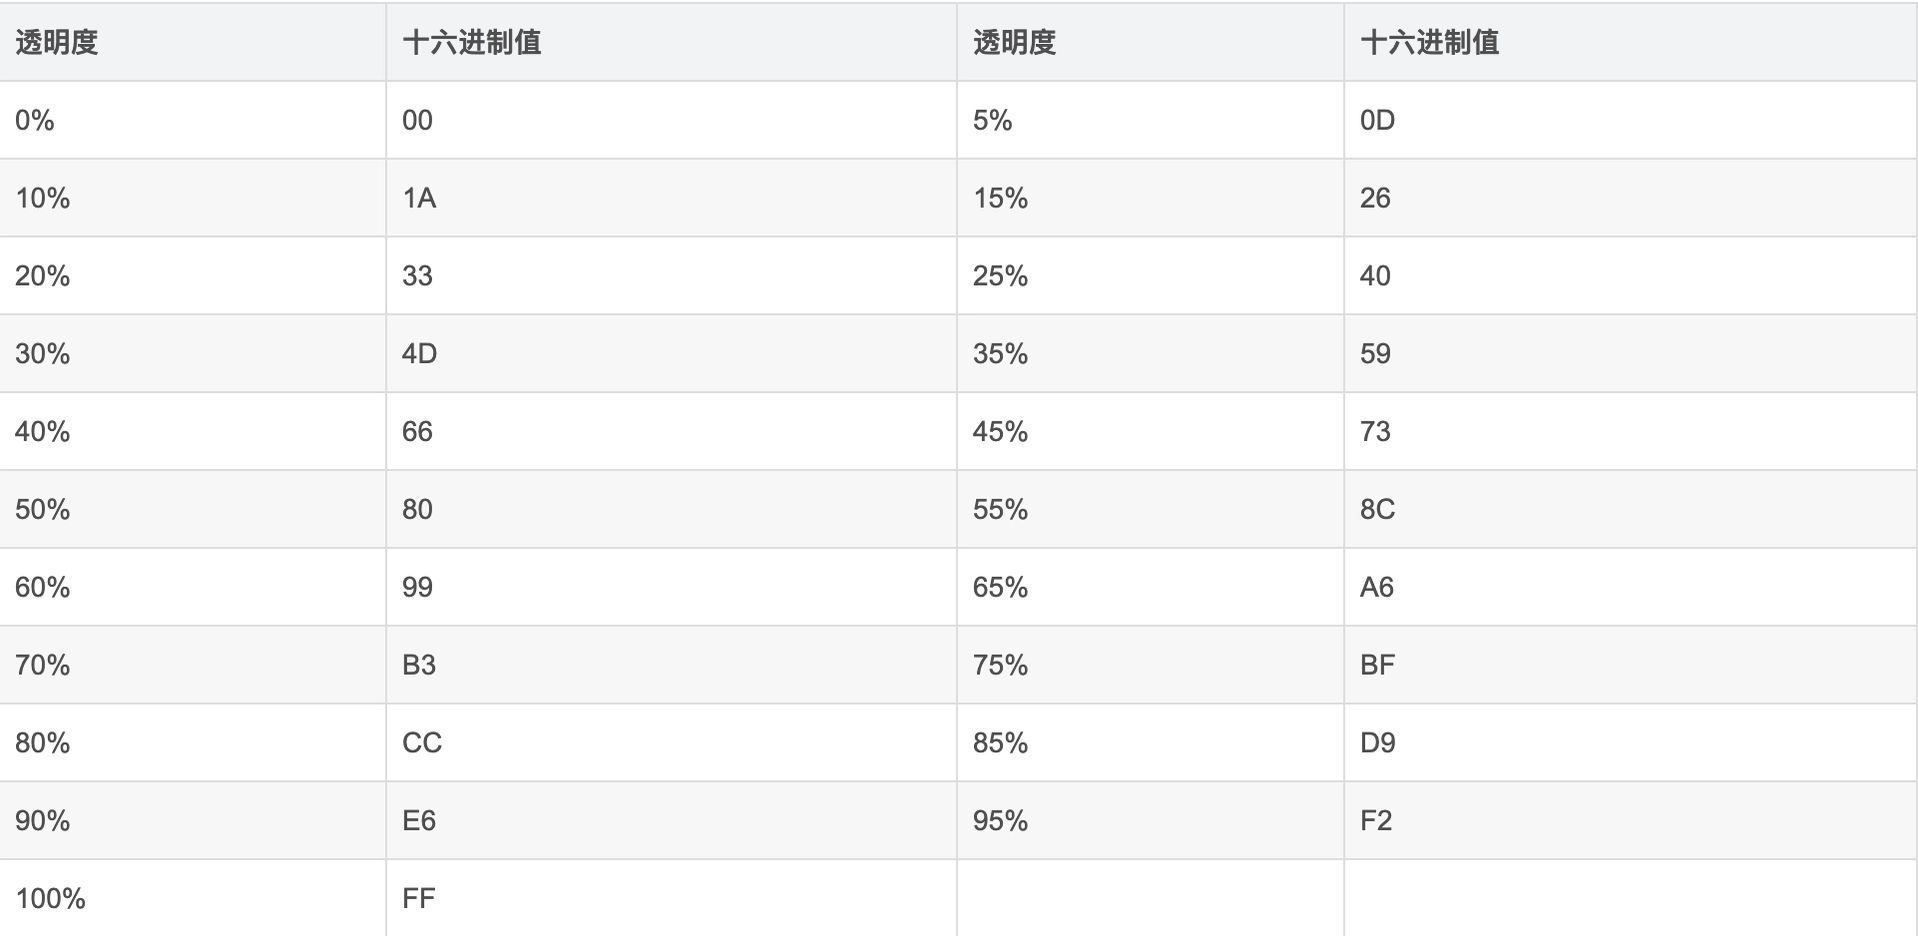 透明度 十六进制值 透明度 十六进制值
0% 00 5% 0D
10% 1A 15% 26
20% 33 25% 40
30% 4D 35% 59
40% 66 45% 73
50% 80 55% 8C
60% 99 65% A6
70% B3 75% BF
80% CC 85% D9
90% E6 95% F2
100% FF